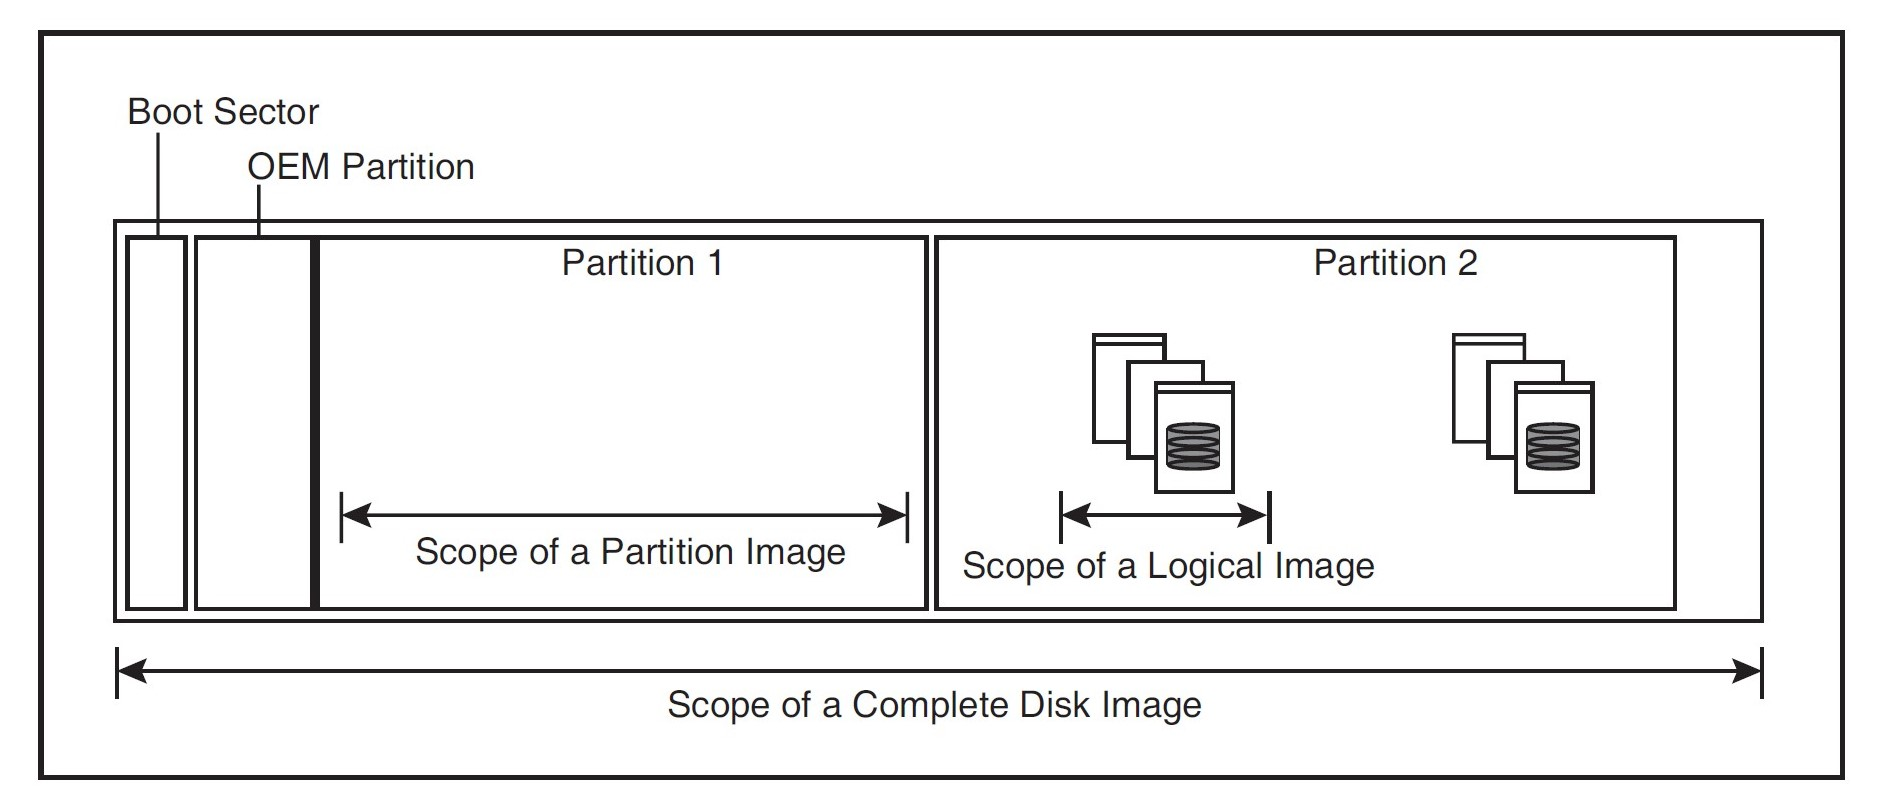 Boot Sector
OEM Partition
Partition 1
Partition 2
Scope of a Partition Image
Scope of a Logical Image
Scope of a Complete Disk Image